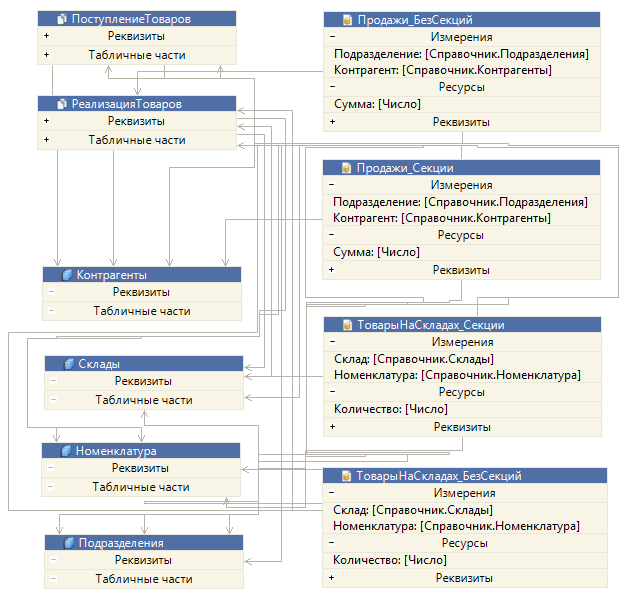 ПоступлениеТоваров
+ Реквизиты
+ Табличные части
РеализацияТоваров
+ Реквизиты
+ Табличные части
Контрагенты
− Реквизиты
− Табличные части
Склады
− Реквизиты
− Табличные части
Номенклатура
− Реквизиты
− Табличные части
Подразделения
− Реквизиты
− Табличные части
Продажи_БезСекций
− Измерения
Подразделение: [Справочник.Подразделения]
Контрагент: [Справочник.Контрагенты]
− Ресурсы
Сумма: [Число]
+ Реквизиты
Продажи_Секции
− Измерения
Подразделение: [Справочник.Подразделения]
Контрагент: [Справочник.Контрагенты]
− Ресурсы
Сумма: [Число]
+ Реквизиты
ТоварыНаСкладах_Секции
− Измерения
Склад: [Справочник.Склады]
Номенклатура: [Справочник.Номенклатура]
− Ресурсы
Количество: [Число]
+ Реквизиты
ТоварыНаСкладах_БезСекций
− Измерения
Склад: [Справочник.Склады]
Номенклатура: [Справочник.Номенклатура]
− Ресурсы
Количество: [Число]
+ Реквизиты